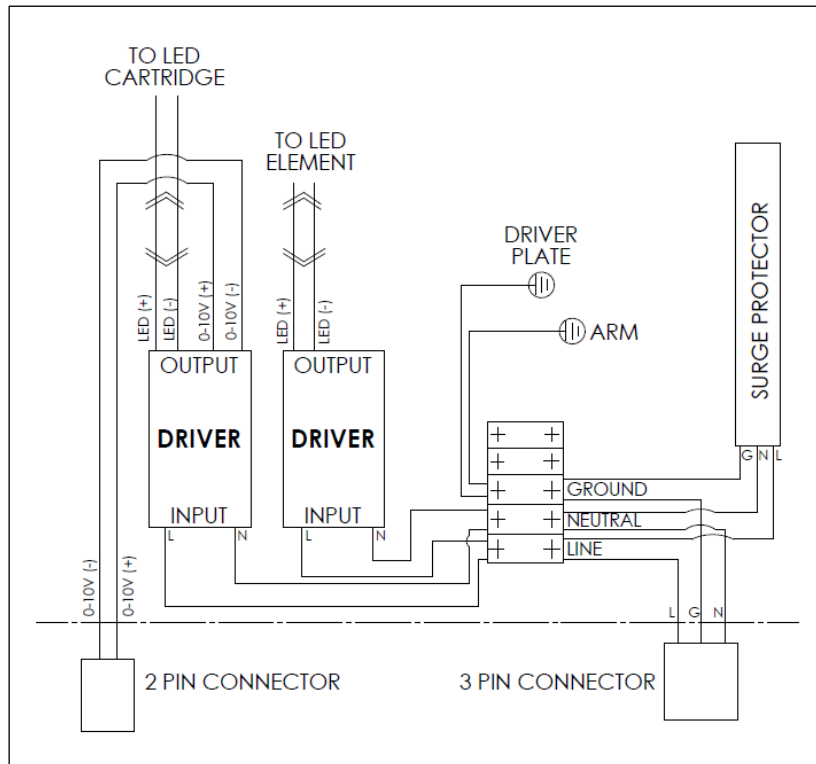 TO LED
CARTRIDGE
TO LED
ELEMENT
DRIVER
PLATE
ARM
SURGE PROTECTOR
LED (+)
LED (-)
0-10V (+)
0-10V (-)
LED (+)
LED (-)
OUTPUT
DRIVER
INPUT
L
N
OUTPUT
DRIVER
INPUT
L
N
G N L
GROUND
NEUTRAL
LINE
0-10V (-)
0-10V (+)
L G N
2 PIN CONNECTOR
3 PIN CONNECTOR